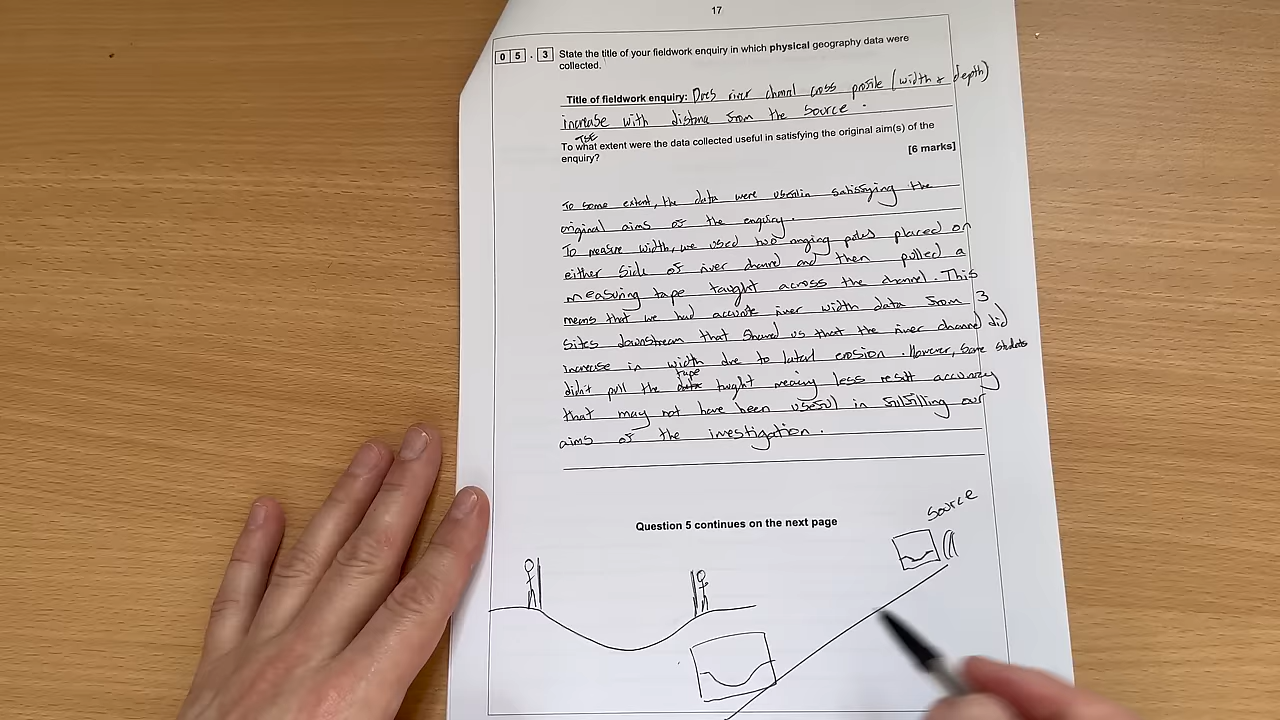 17
0 5 . 3 State the title of your fieldwork enquiry in which physical geography data were
collected.
Title of fieldwork enquiry: Does river channel cross profile (width & depth)
increase with distance from the source.
TSE
To what extent were the data collected useful in satisfying the original aim(s) of the
enquiry?
[6 marks]
To some extent, the data were useful in satisfying the
original aims of the enquiry.
To measure width, we used two ranging poles placed on
either side of river channel and then pulled a
measuring tape taught across the channel. This
means that we had accurate river width data from 3
sites downstream that showed us that the river channel did
increase in width due to lateral erosion. However, some students
didn't pull the tape taught meaning less result accuracy
that may not have been useful in fulfilling our
aims of the investigation.
Question 5 continues on the next page
Source